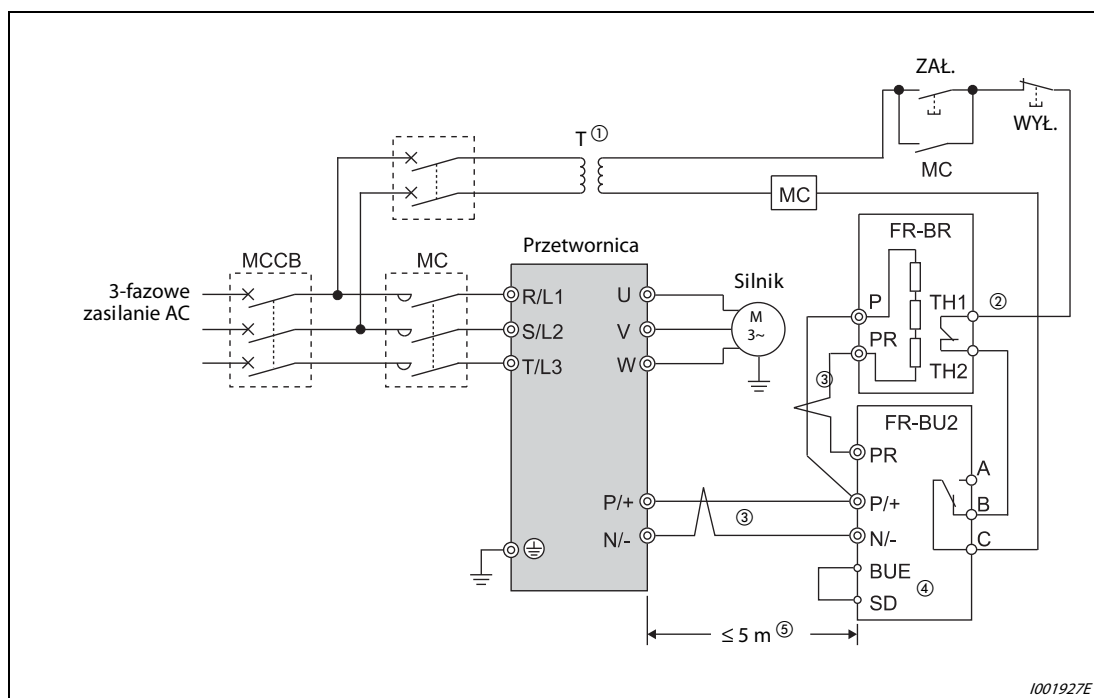 ZAŁ.
WYŁ.
T ①
MC
MC
FR-BR
Przetwornica
MCCB
MC
Silnik
3-fazowe
zasilanie AC
R/L1
U
M
3~
P
TH1
②
S/L2
V
PR
T/L3
W
TH2
③
FR-BU2
PR
A
P/+
③
P/+
B
N/-
N/-
C
BUE
④
SD
≤ 5 m ⑤
I001927E